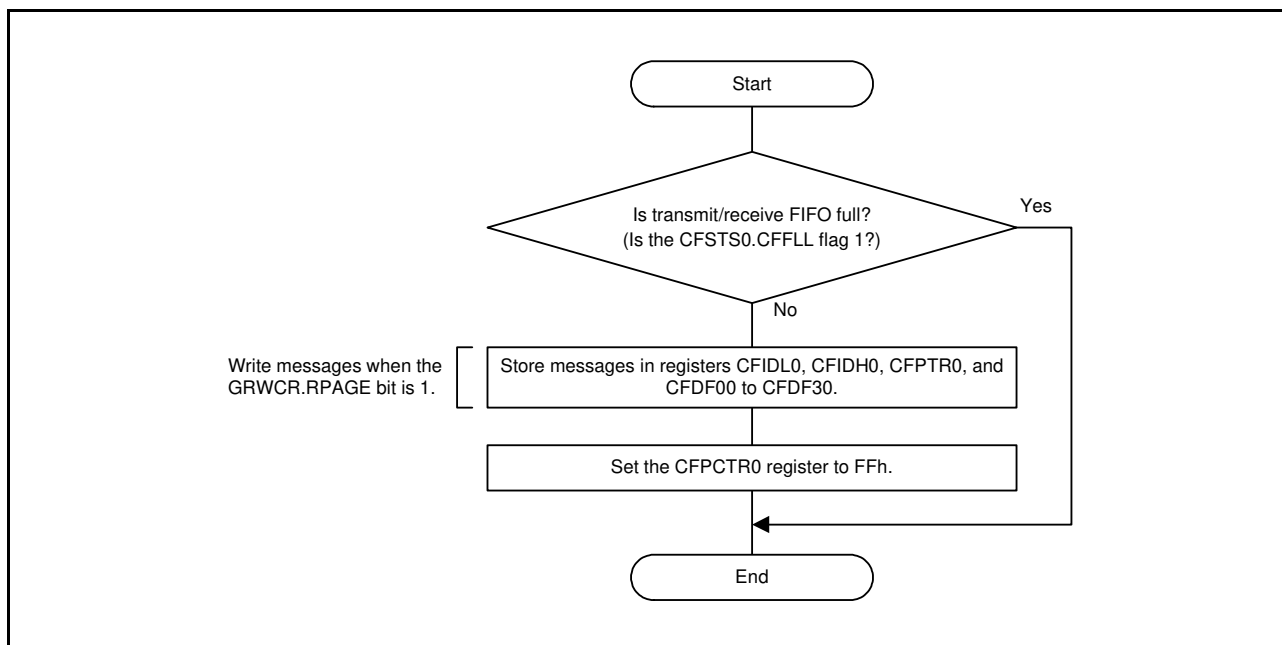 Start
Is transmit/receive FIFO full?
(Is the CFSTS0.CFFLL flag 1?)
Yes
No
Write messages when the
GRWCR.RPAGE bit is 1.
Store messages in registers CFIDL0, CFIDH0, CFPTR0, and
CFDF00 to CFDF30.
Set the CFPCTR0 register to FFh.
End